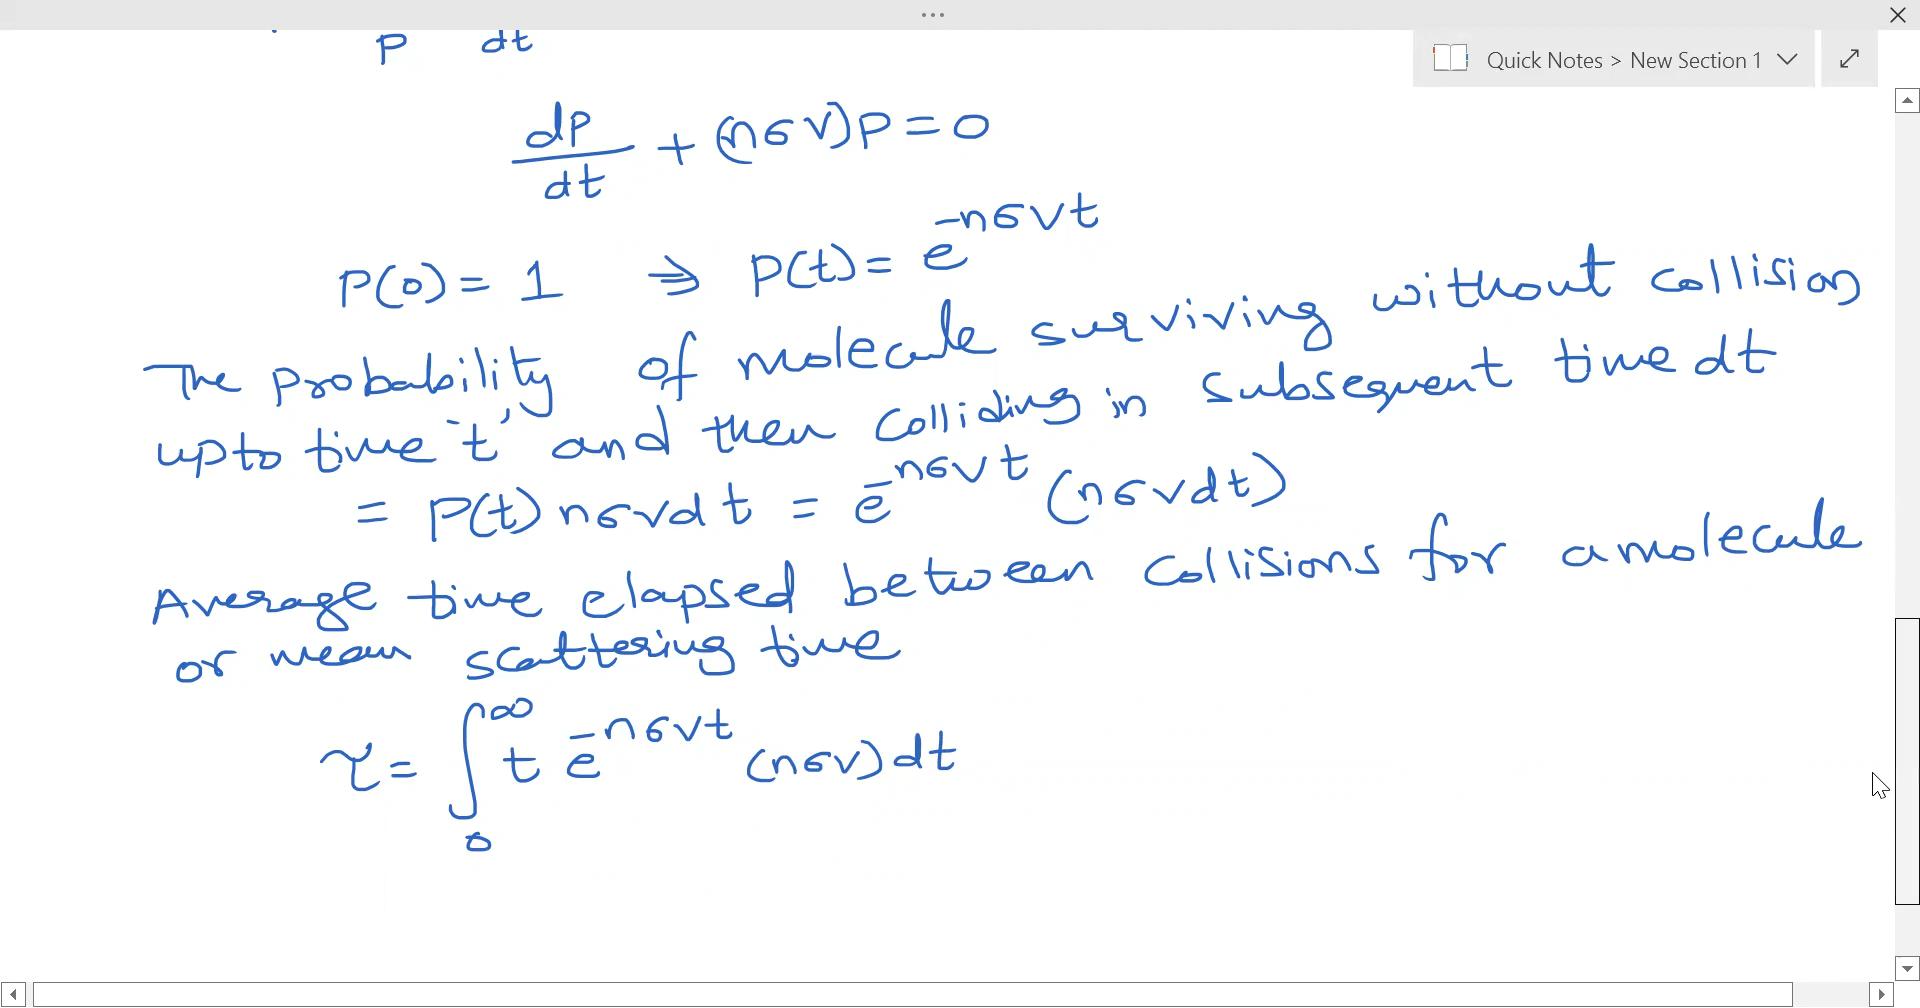 ...
Quick Notes > New Section 1
P dt
dP/dt + (nσv)P = 0
P(0) = 1 ⇒ P(t) = e^{-nσvt}
The probability of molecule surviving without collision
upto time 't' and then colliding in subsequent time dt
= P(t) nσvdt = e^{-nσvt} (nσvdt)
Average time elapsed between collisions for a molecule
or mean scattering time
τ = ∫_0^∞ t e^{-nσvt} (nσv) dt